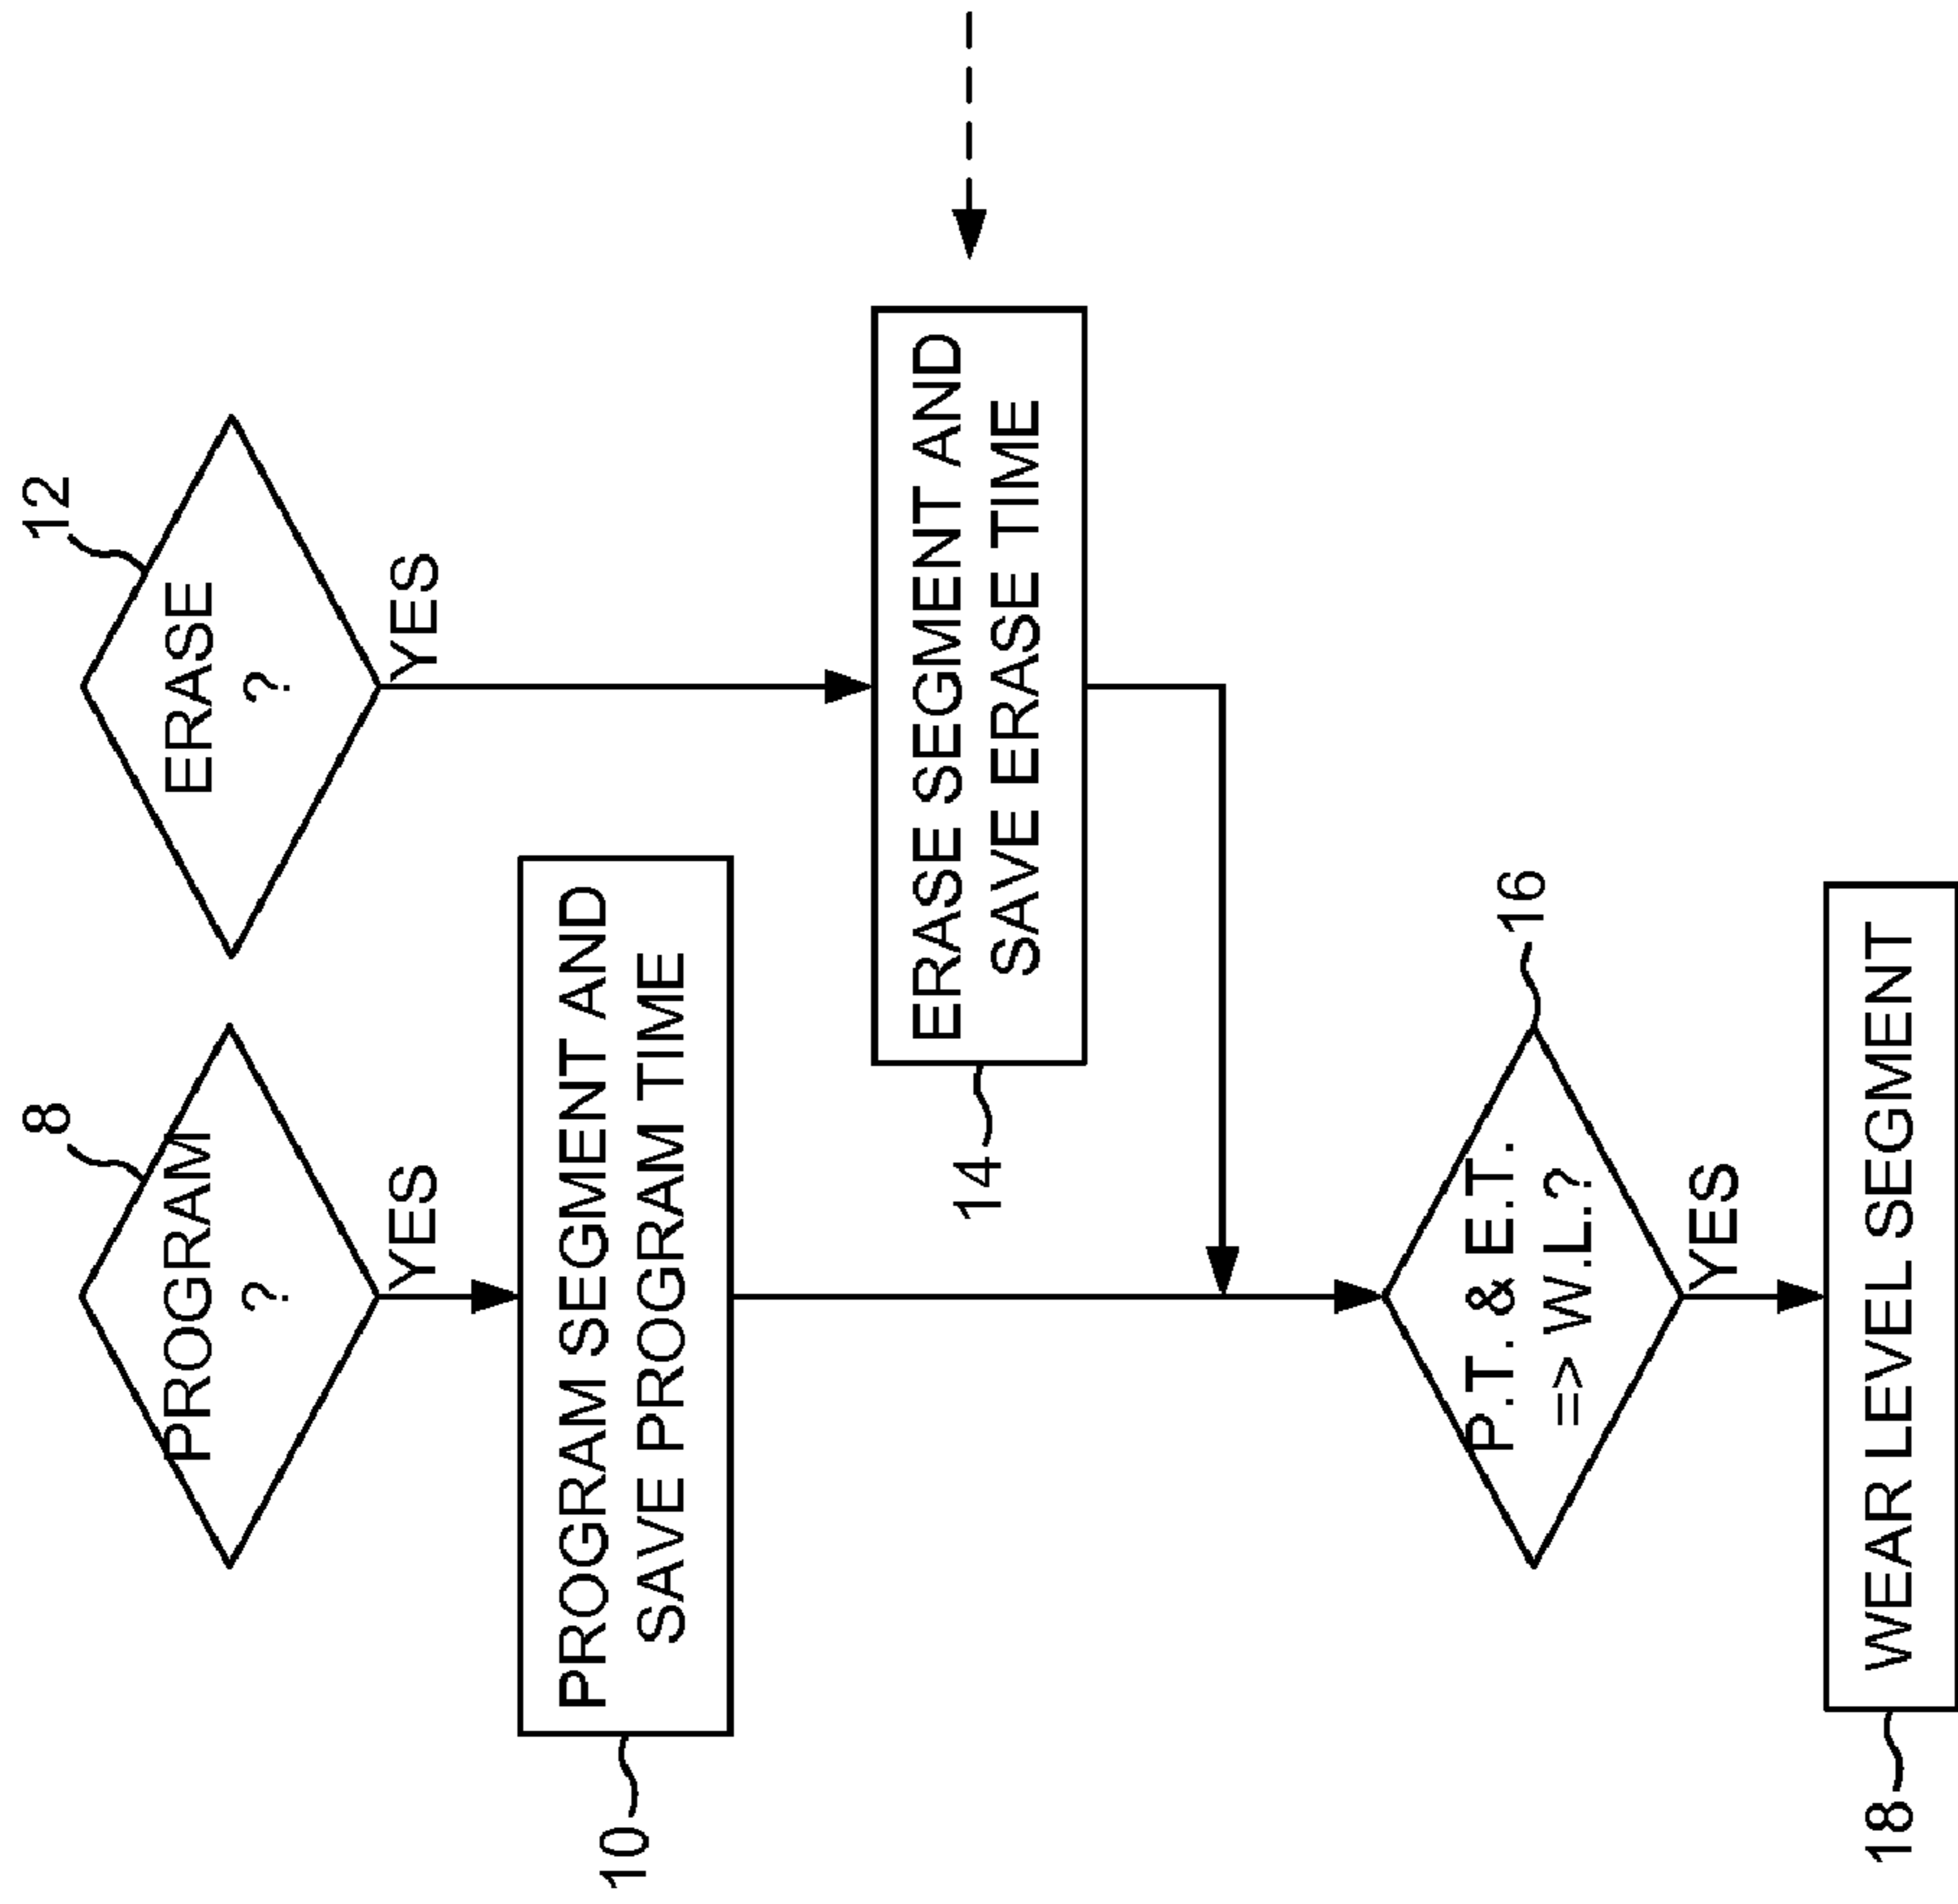 8
PROGRAM
?
YES
12
ERASE
?
YES
10
PROGRAM SEGMENT AND
SAVE PROGRAM TIME
14
ERASE SEGMENT AND
SAVE ERASE TIME
16
P.T. & E.T.
=> W.L.?
YES
18
WEAR LEVEL SEGMENT